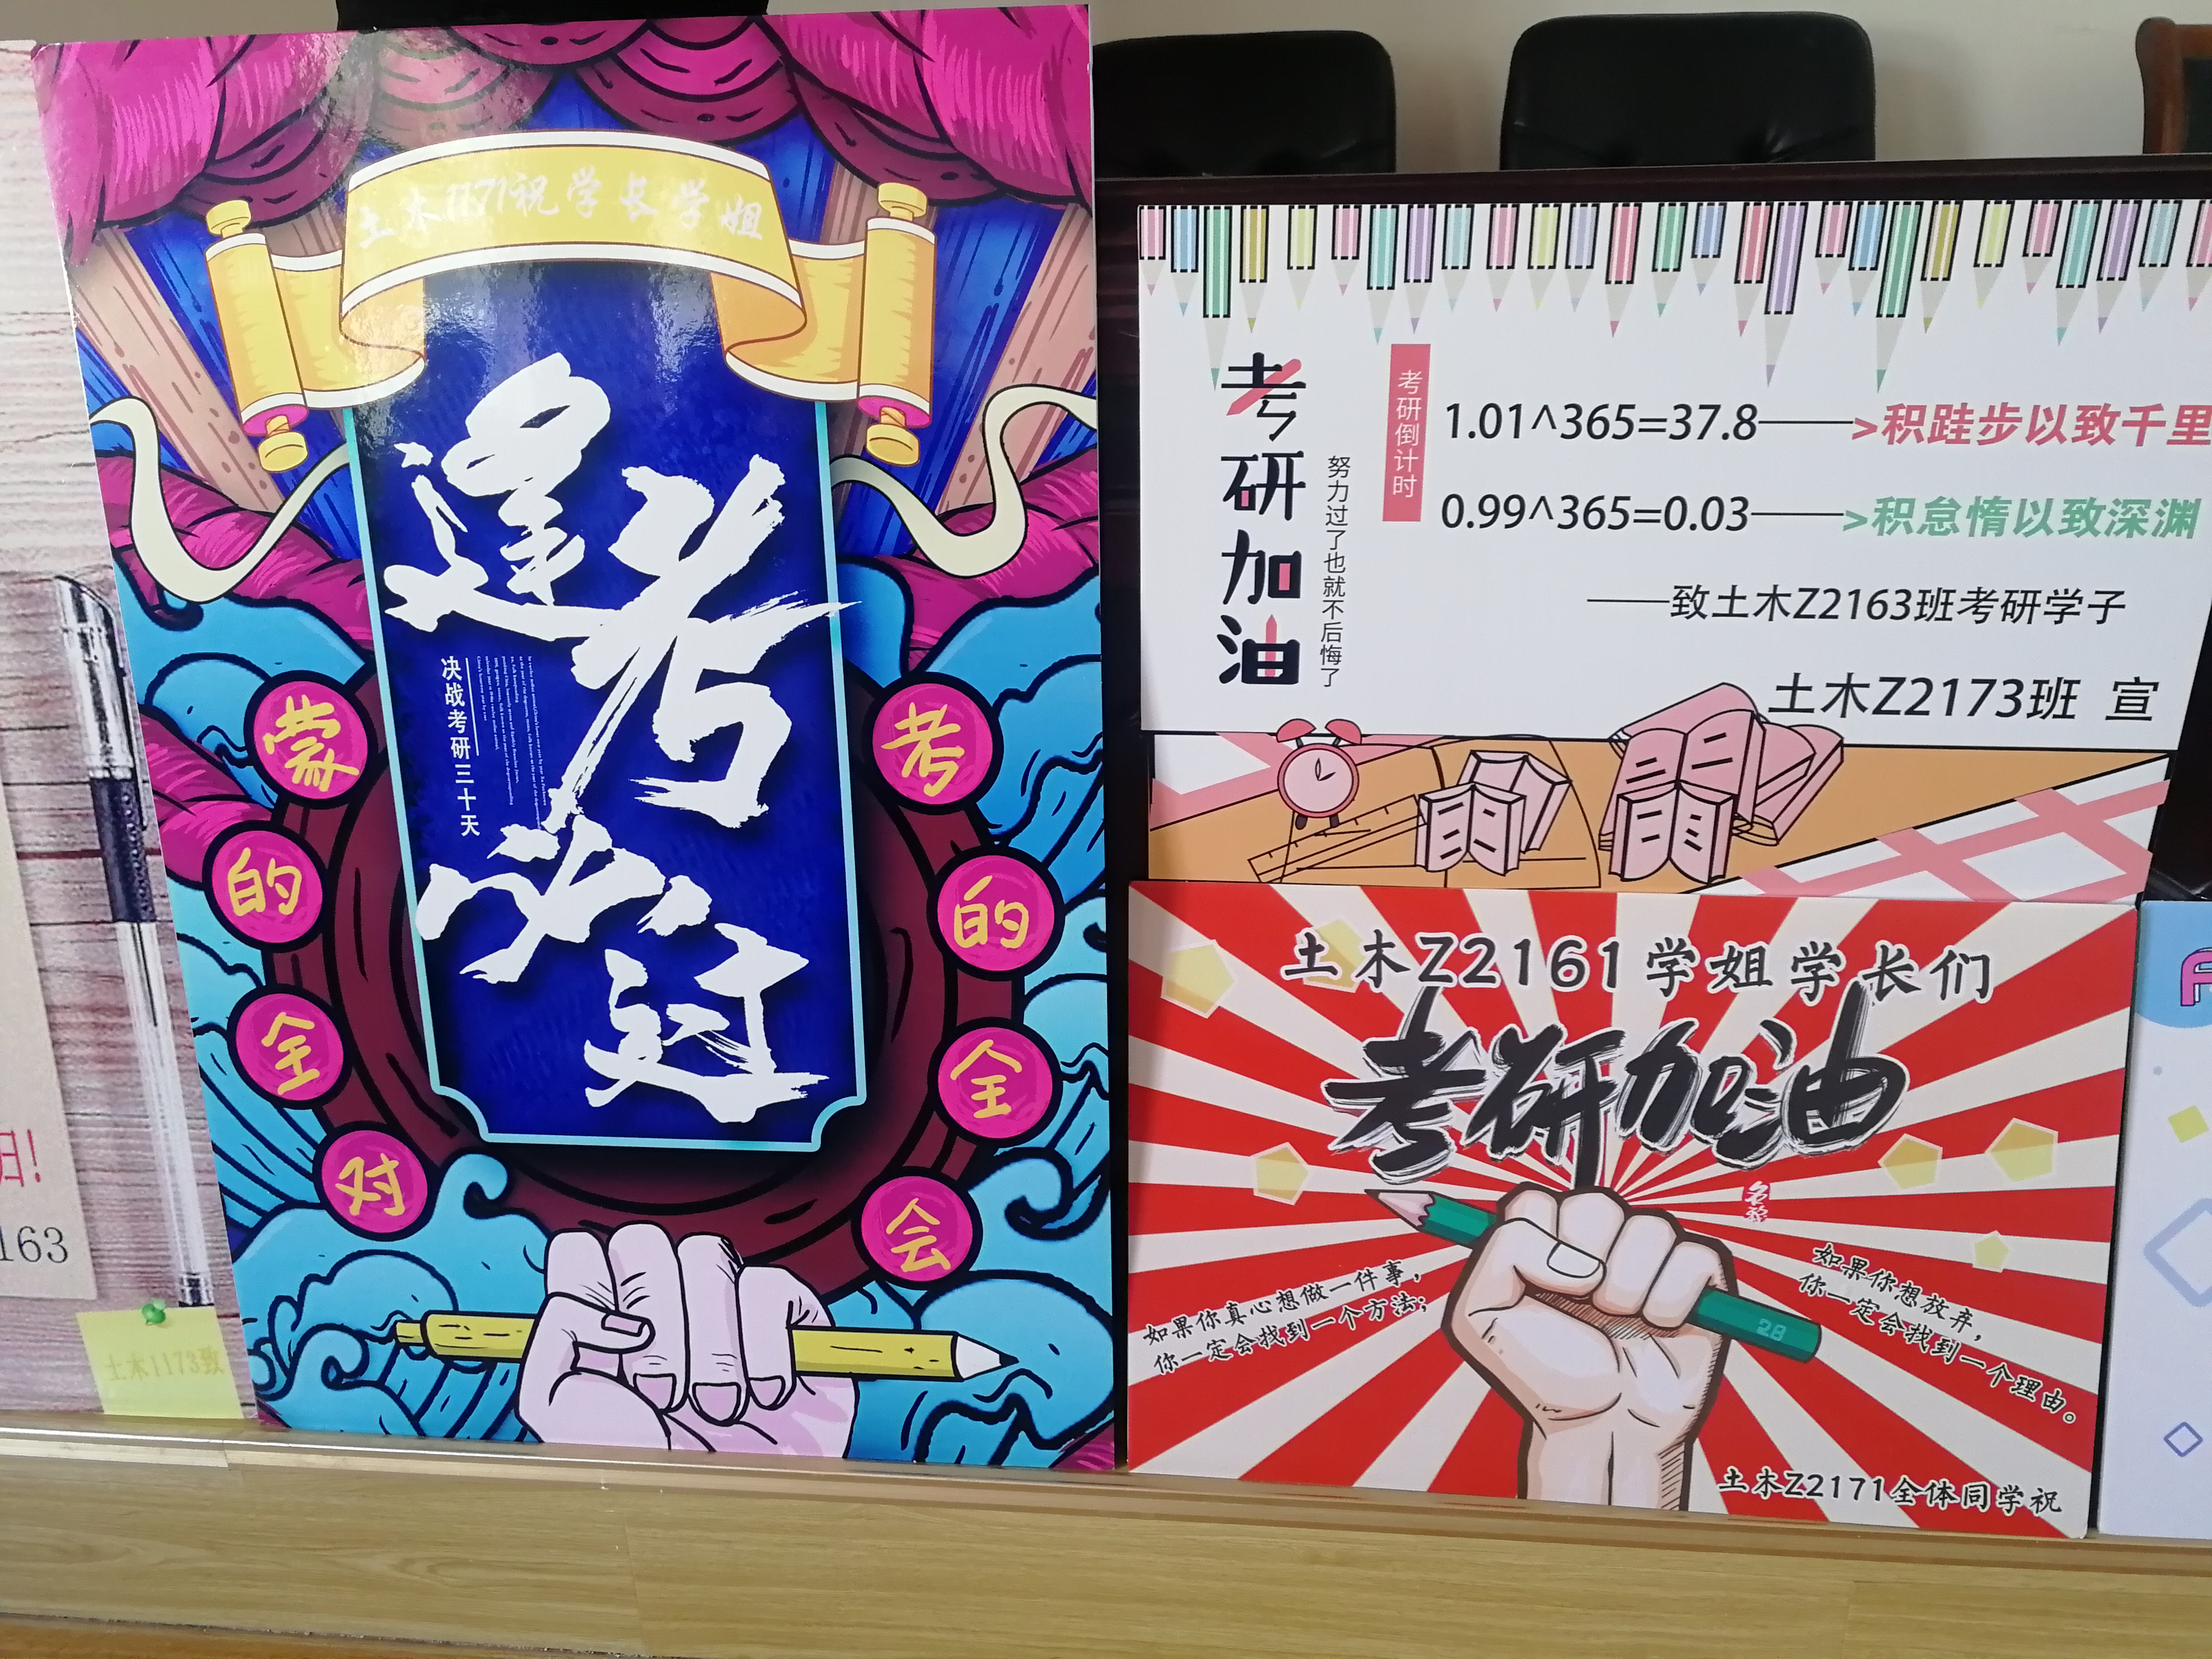 土木1171祝学长学姐
逢考必过
决战考研三十天
考的全会
蒙的全对
归!
163
土木1173致
考研加油
努力过了也就不后悔了
考研倒计时
1.01^365=37.8——>积跬步以致千里
0.99^365=0.03——>积怠惰以致深渊
——致土木Z2163班考研学子
土木Z2173班 宣
土木Z2161学姐学长们
考研加油
如果你真心想做一件事，
你一定会找到一个方法；
如果你想放弃，
你一定会找到一个理由。
28
土木Z2171全体同学祝